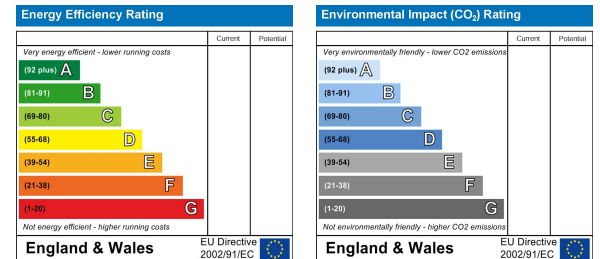 Energy Efficiency Rating
Current Potential
Very energy efficient - lower running costs
(92 plus) A
(81-91) B
(69-80) C
(55-68) D
(39-54) E
(21-38) F
(1-20) G
Not energy efficient - higher running costs
England & Wales
EU Directive
2002/91/EC
Environmental Impact (CO2) Rating
Current Potential
Very environmentally friendly - lower CO2 emissions
(92 plus) A
(81-91) B
(69-80) C
(55-68) D
(39-54) E
(21-38) F
(1-20) G
Not environmentally friendly - higher CO2 emissions
England & Wales
EU Directive
2002/91/EC